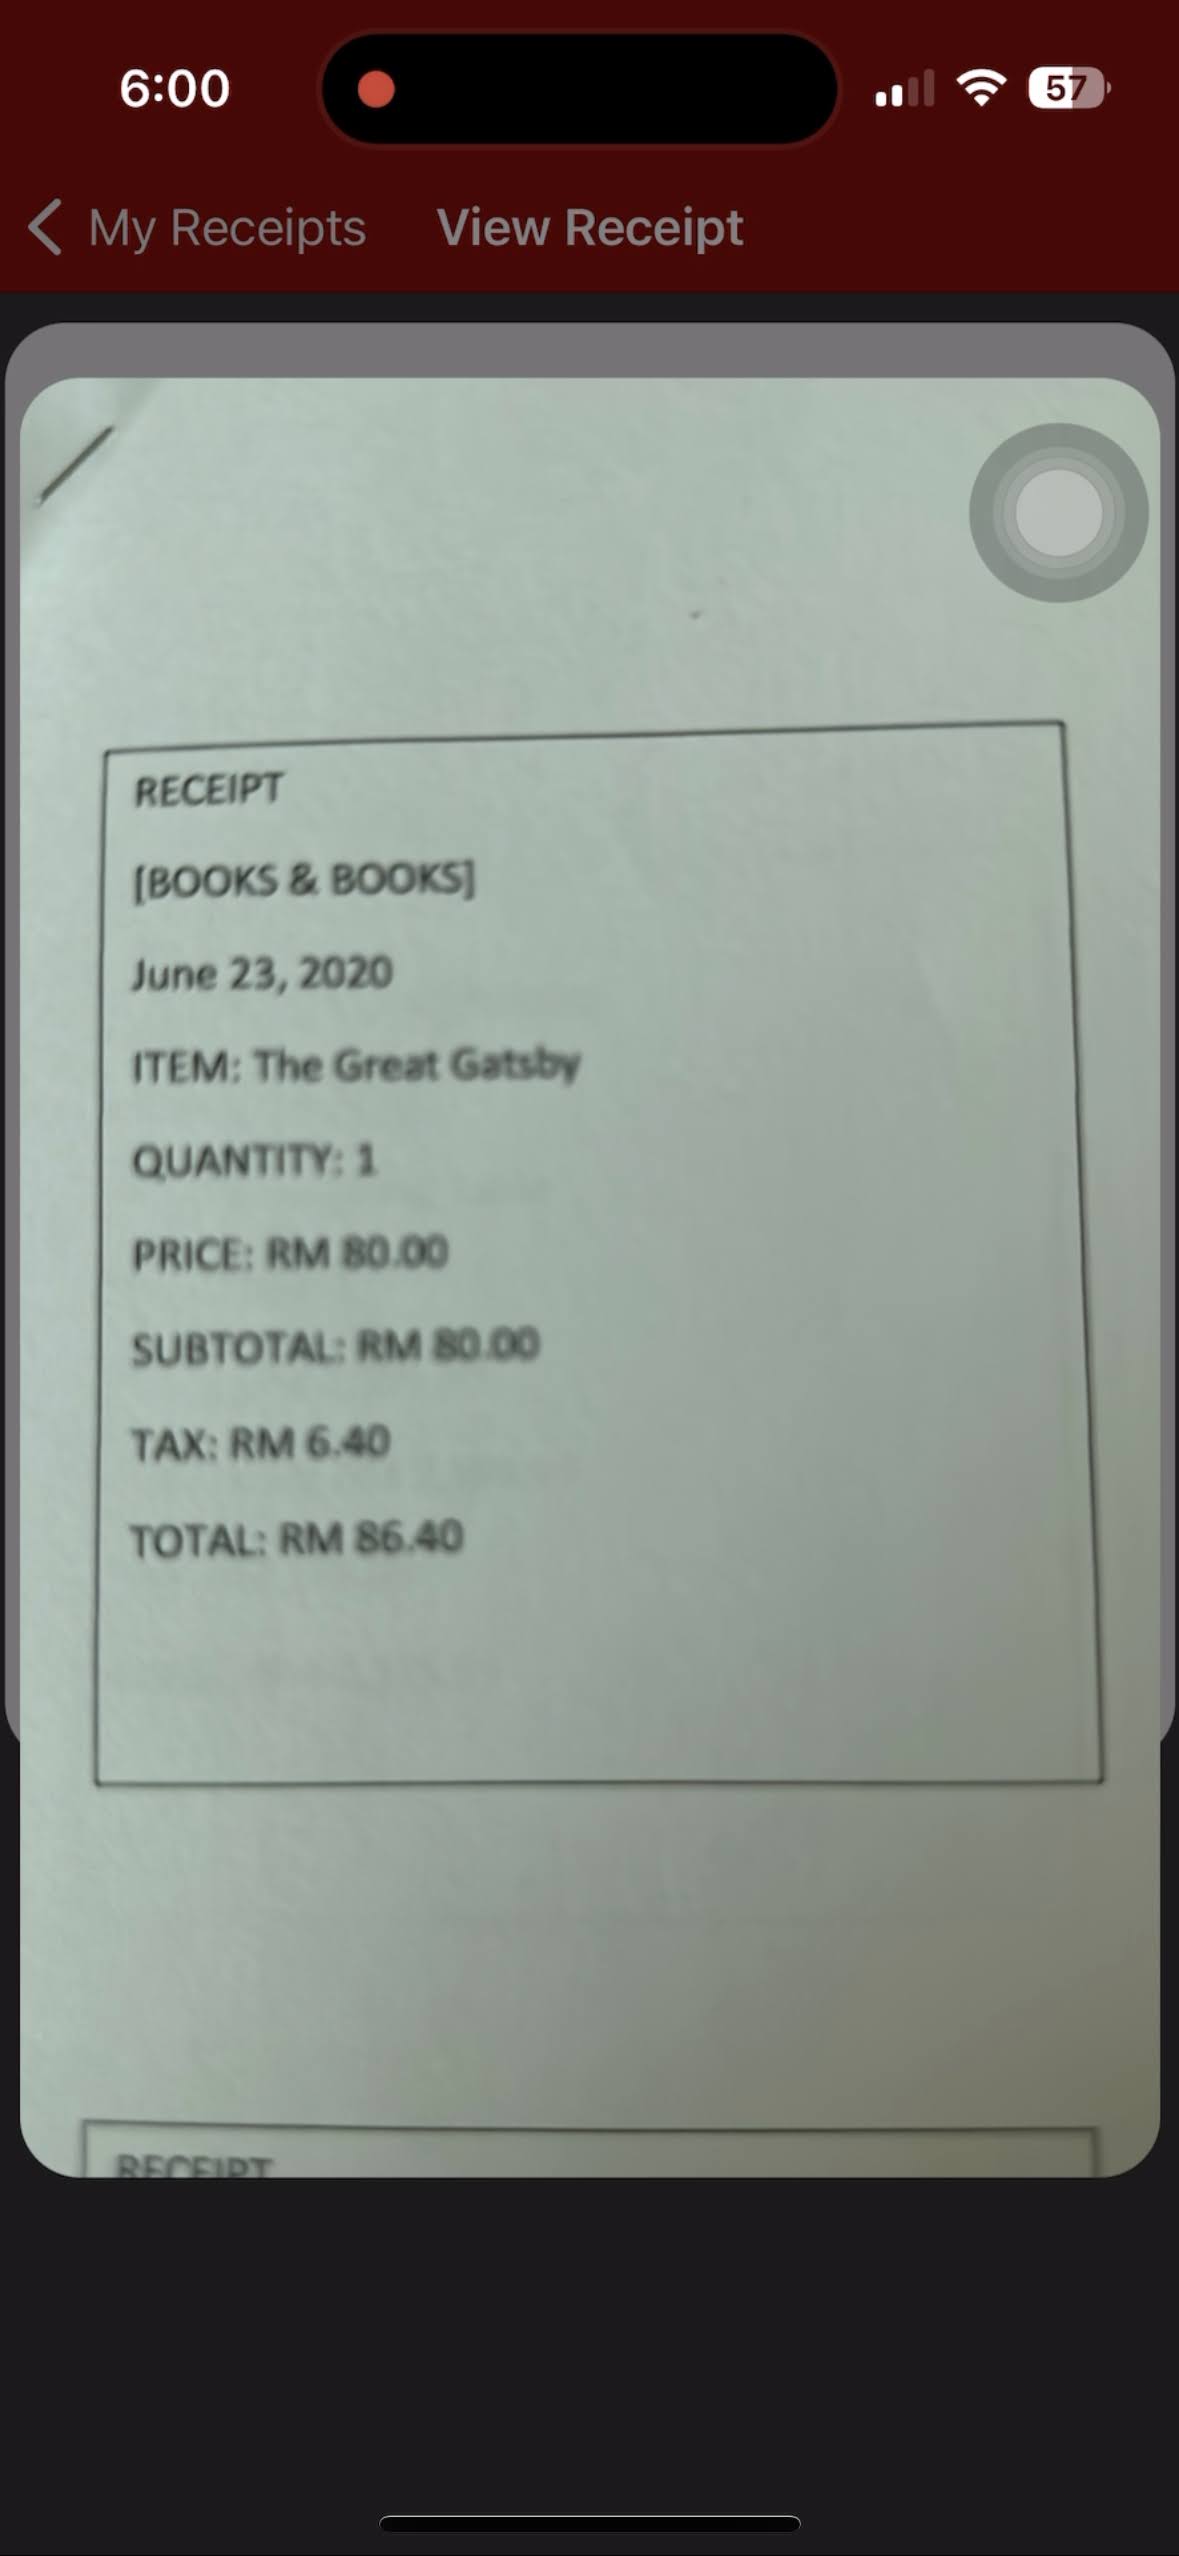 6:00
57
My Receipts View Receipt
RECEIPT
[BOOKS & BOOKS]
June 23, 2020
ITEM: The Great Gatsby
QUANTITY: 1
PRICE: RM 80.00
SUBTOTAL: RM 80.00
TAX: RM 6.40
TOTAL: RM 86.40
RECEIPT